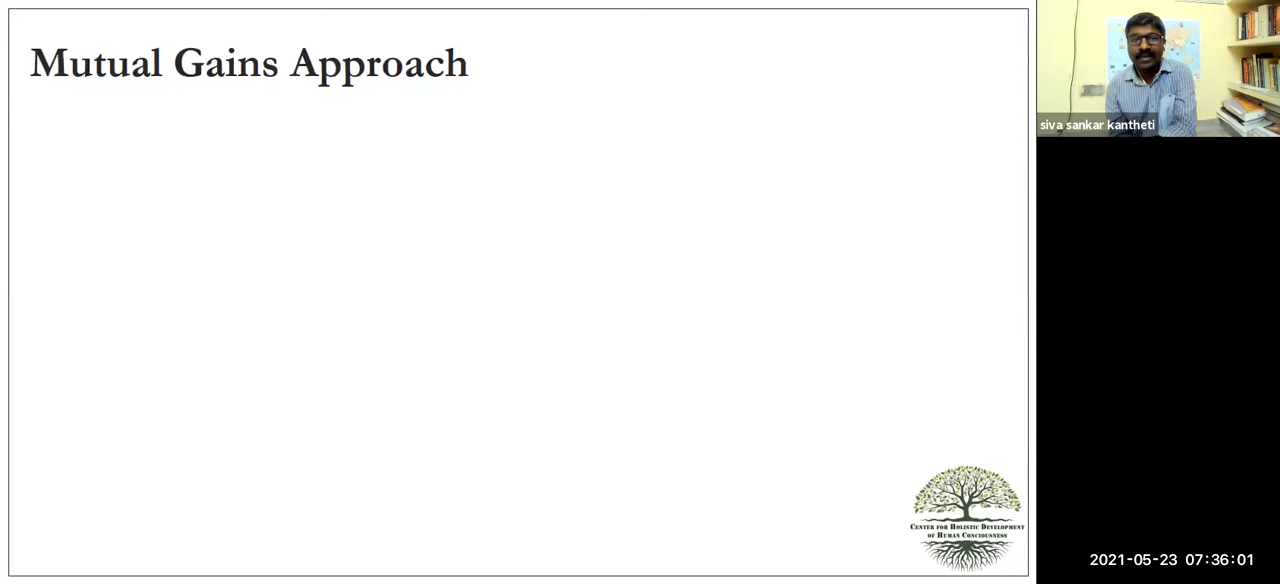 Mutual Gains Approach
siva sankar kantheti
Center for Holistic Development
of Human Conciousness
2021-05-23 07:36:01